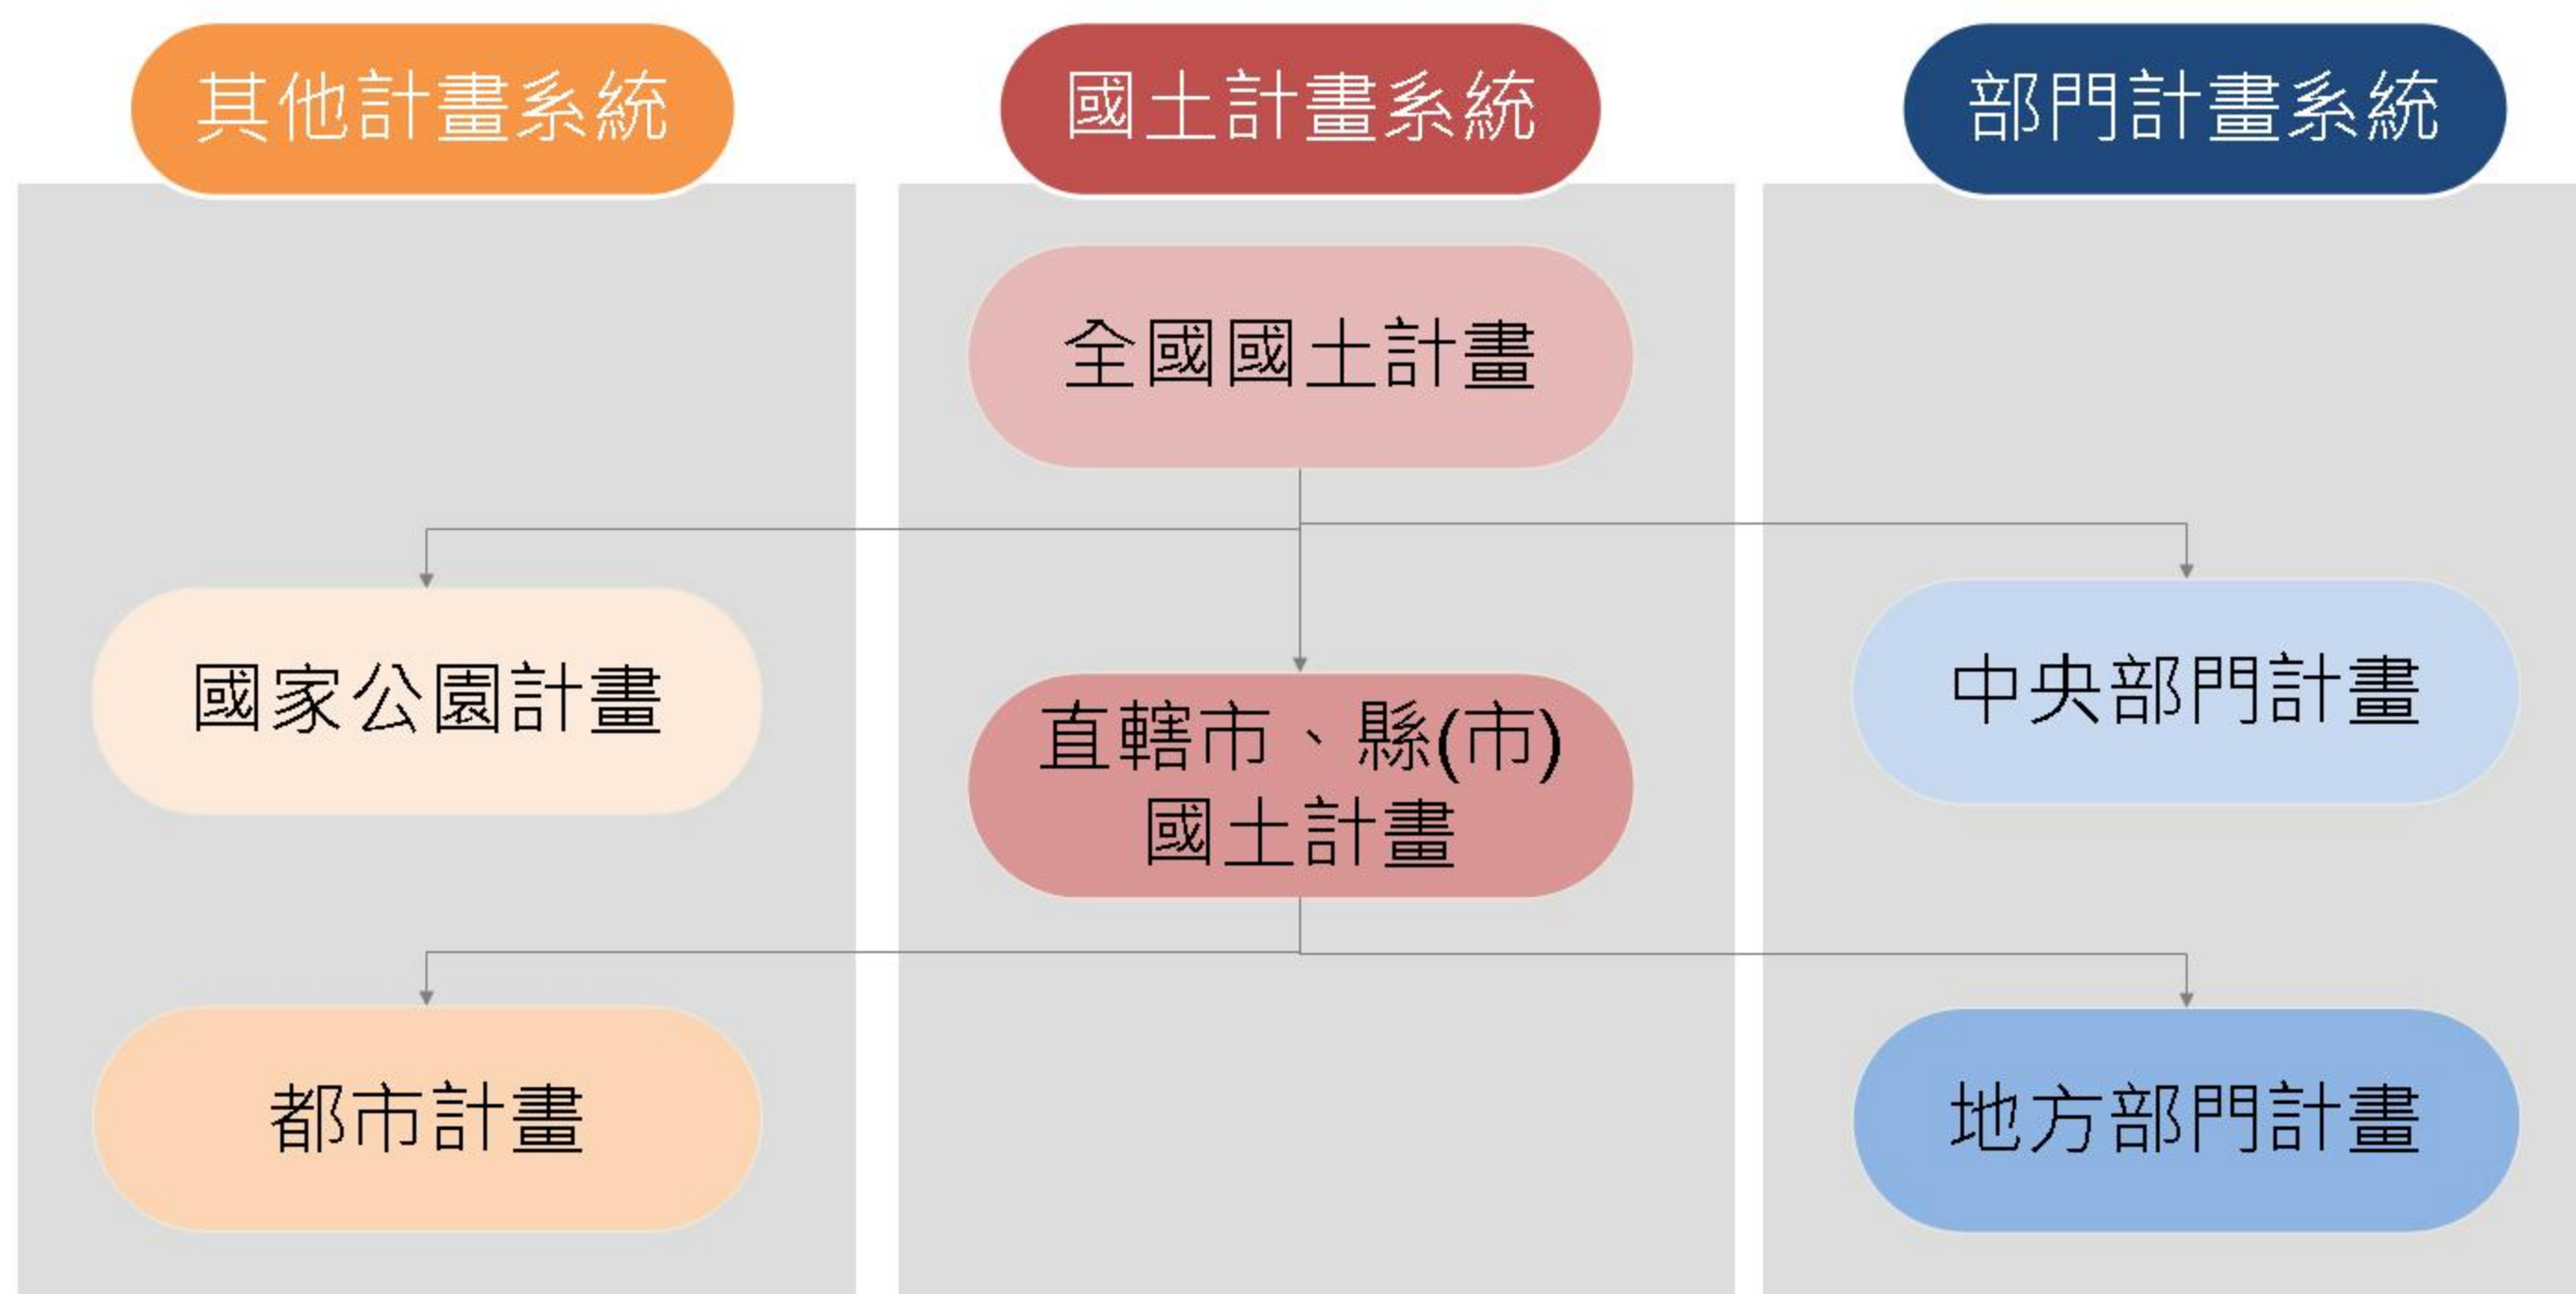 其他計畫系統
國土計畫系統
部門計畫系統
全國國土計畫
國家公園計畫
直轄市、縣(市)
國土計畫
中央部門計畫
都市計畫
地方部門計畫